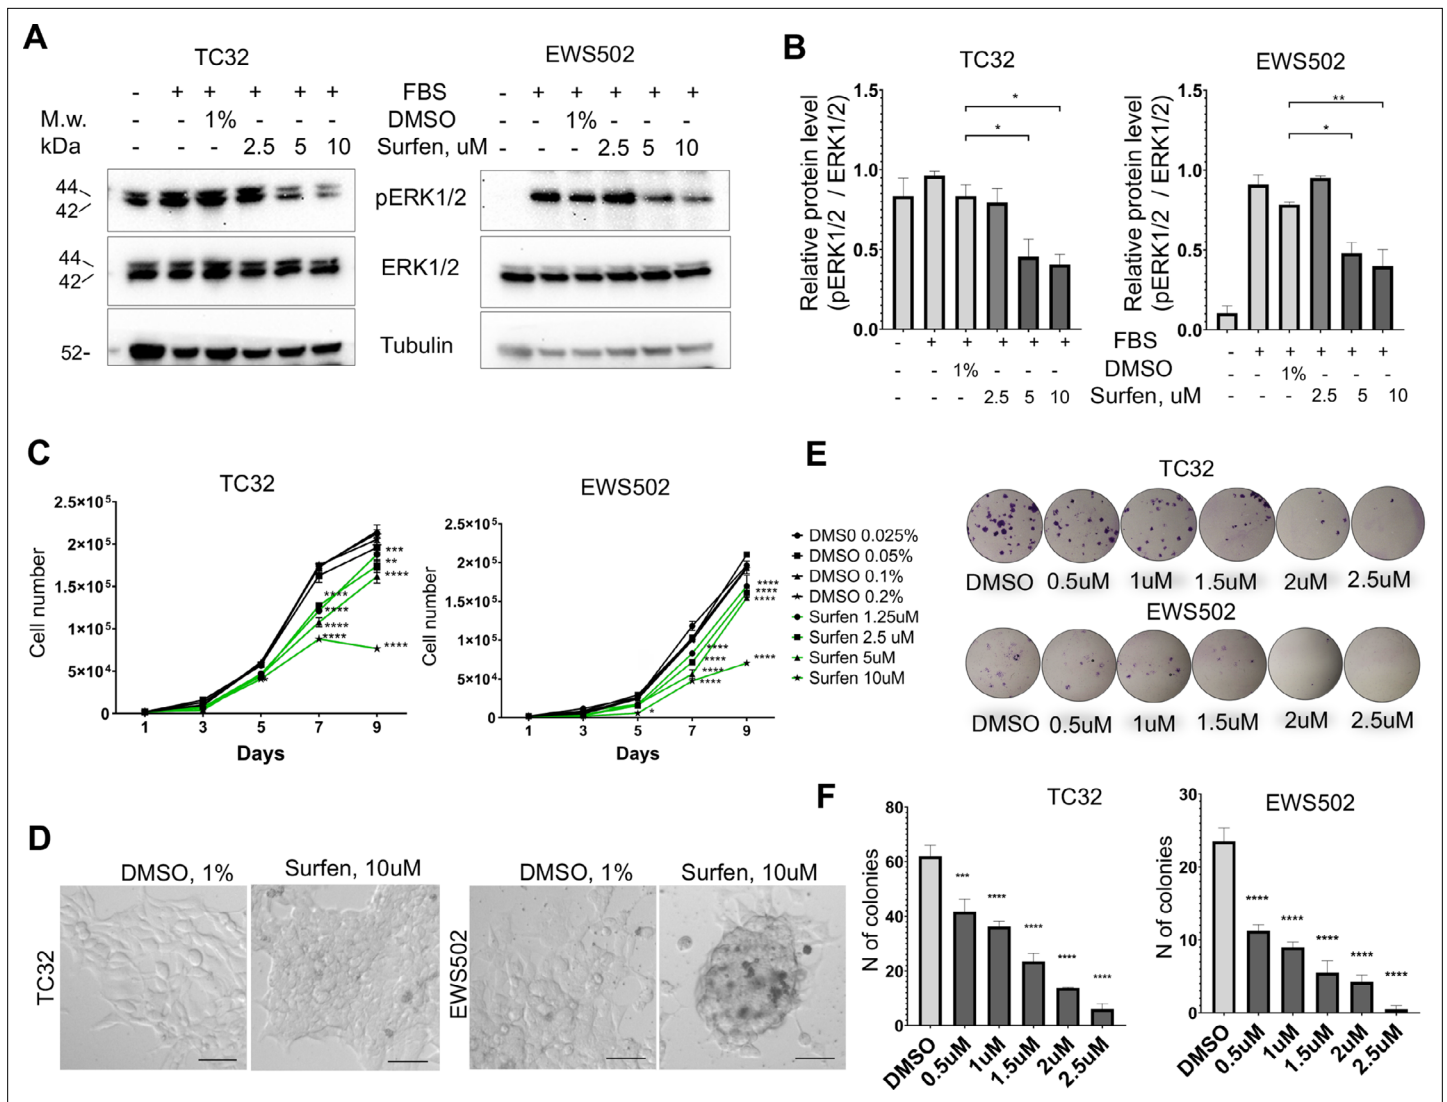 A
TC32
EWS502
- + + + + + FBS - + + + + +
M.w. - - 1% - - - DMSO - - 1% - - -
kDa - - - 2.5 5 10 Surfen, uM - - - 2.5 5 10
44
42
pERK1/2
44
42
ERK1/2
52-
Tubulin
B
TC32
EWS502
Relative protein level
(pERK1/2 / ERK1/2)
1.5
1.0
0.5
0.0
*
*
Relative protein level
(pERK1/2 / ERK1/2)
1.5
1.0
0.5
0.0
**
*
- + + + + + FBS - + + + + +
- - 1% - - - DMSO - - 1% - - -
- - - 2.5 5 10 Surfen, uM - - - 2.5 5 10
C
TC32
Cell number
2.5×10⁵
2×10⁵
1.5×10⁵
1×10⁵
5×10⁴
0
1 3 5 7 9
Days
****
****
****
****
***
**
****
****
EWS502
Cell number
2.5×10⁵
2×10⁵
1.5×10⁵
1×10⁵
5×10⁴
0
1 3 5 7 9
Days
*
****
****
****
****
****
****
****
****
DMS0 0.025%
DMSO 0.05%
DMSO 0.1%
DMSO 0.2%
Surfen 1.25uM
Surfen 2.5 uM
Surfen 5uM
Surfen 10uM
D
DMSO, 1%
Surfen, 10uM
TC32
DMSO, 1%
Surfen, 10uM
EWS502
E
TC32
DMSO 0.5uM 1uM 1.5uM 2uM 2.5uM
EWS502
DMSO 0.5uM 1uM 1.5uM 2uM 2.5uM
F
TC32
N of colonies
80
60
40
20
0
***
****
****
****
****
DMSO 0.5uM 1uM 1.5uM 2uM 2.5uM
EWS502
N of colonies
30
20
10
0
****
****
****
****
****
DMSO 0.5uM 1uM 1.5uM 2uM 2.5uM